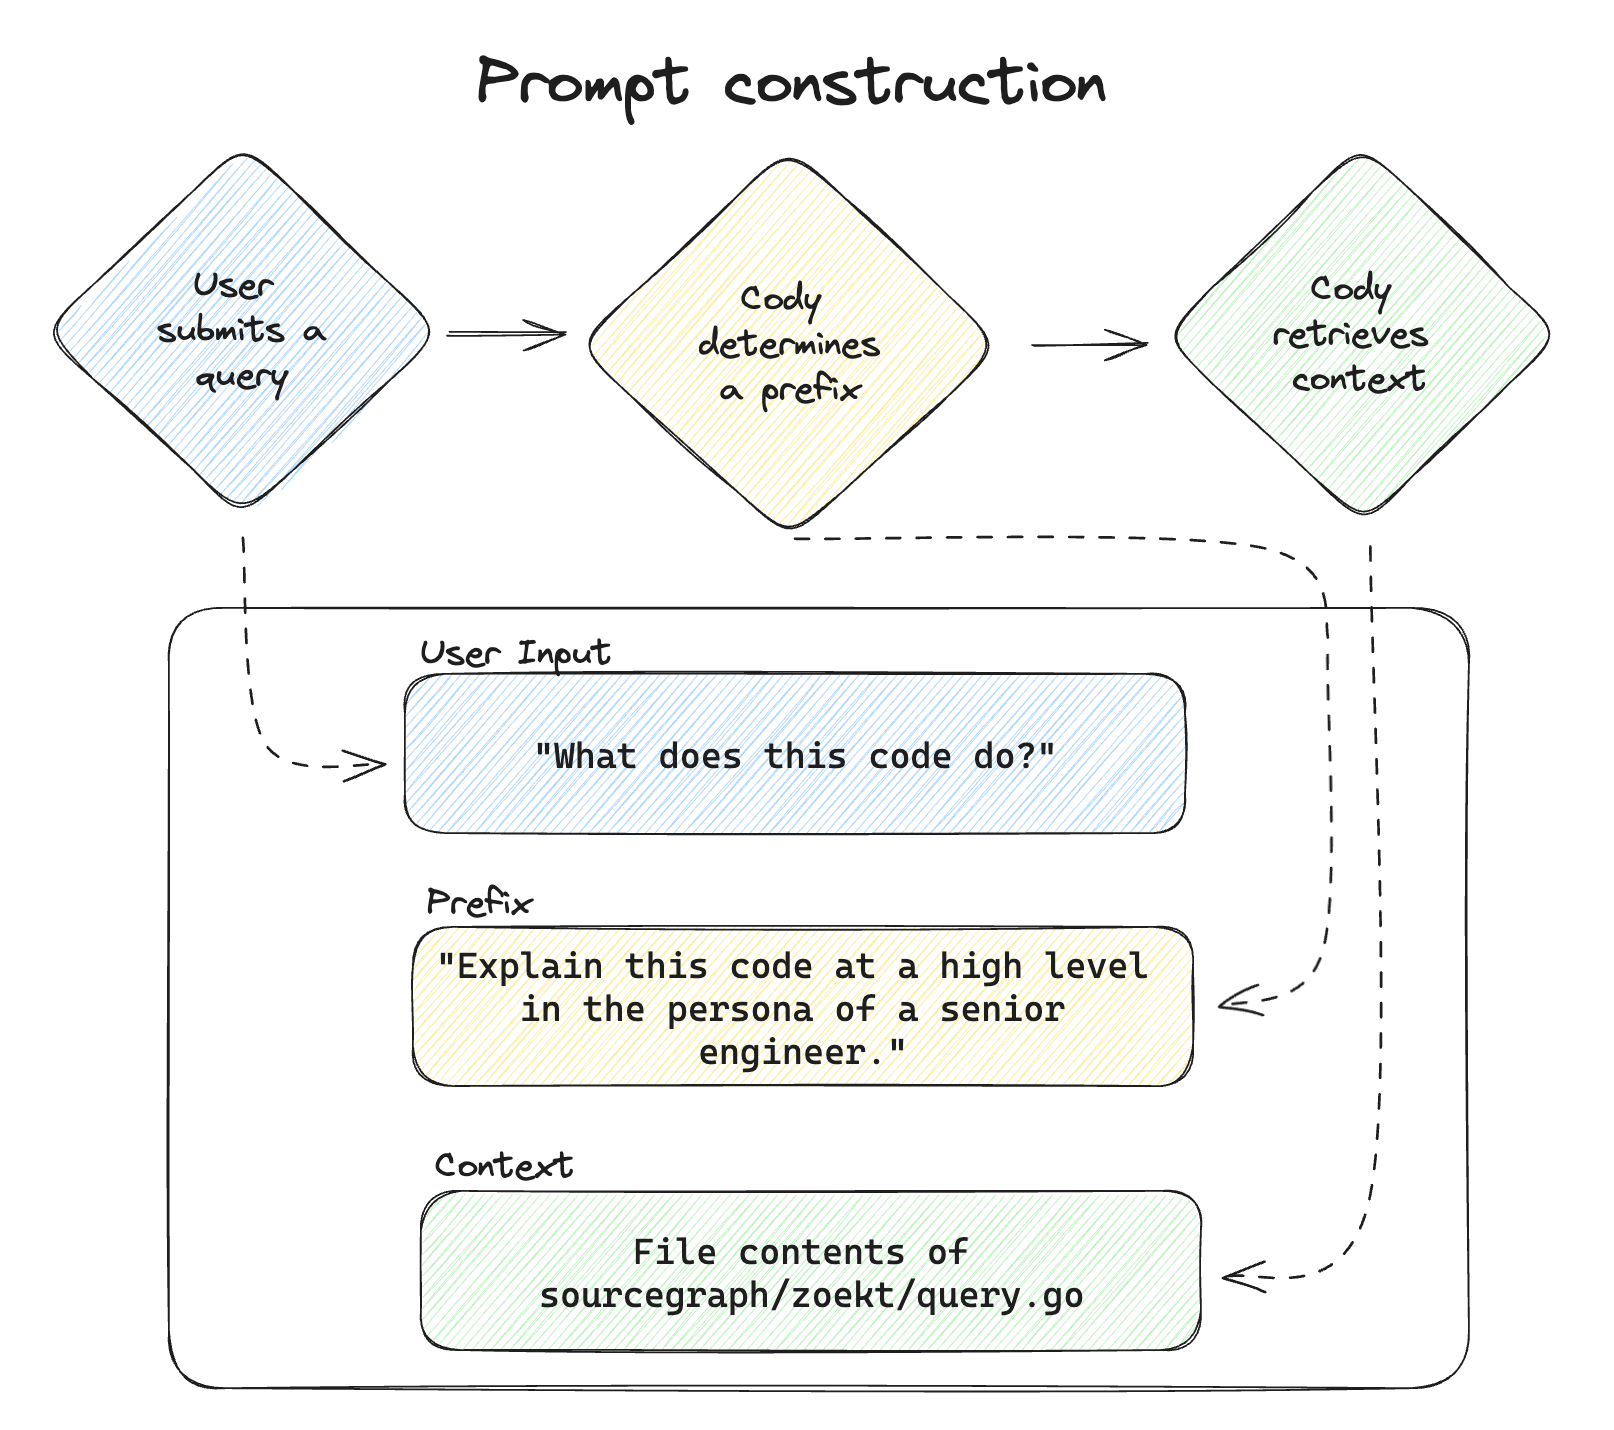 Prompt construction
User
submits a
query
Cody
determines
a prefix
Cody
retrieves
context
User Input
"What does this code do?"
Prefix
"Explain this code at a high level
in the persona of a senior
engineer."
Context
File contents of
sourcegraph/zoekt/query.go